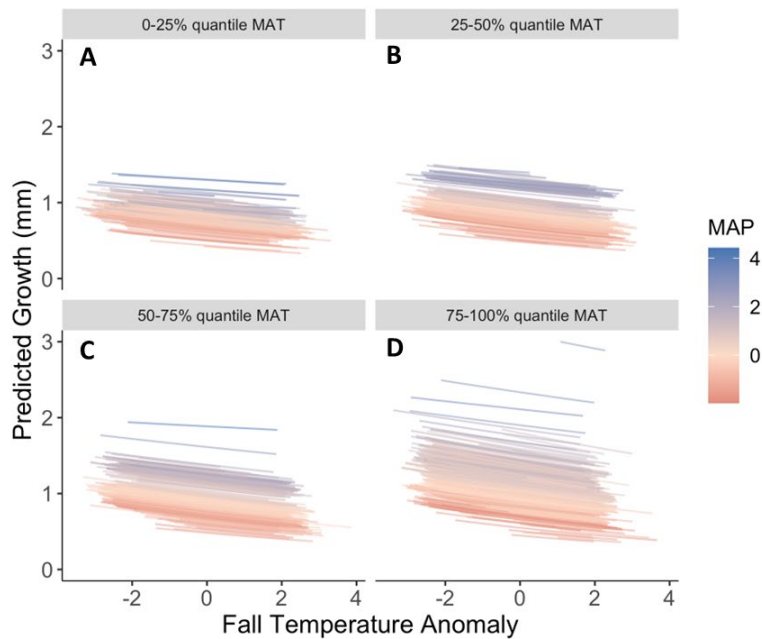 0-25% quantile MAT
25-50% quantile MAT
A
B
3
2
1
0
50-75% quantile MAT
75-100% quantile MAT
C
D
3
2
1
0
-2
0
2
4
-2
0
2
4
Predicted Growth (mm)
Fall Temperature Anomaly
MAP
4
2
0